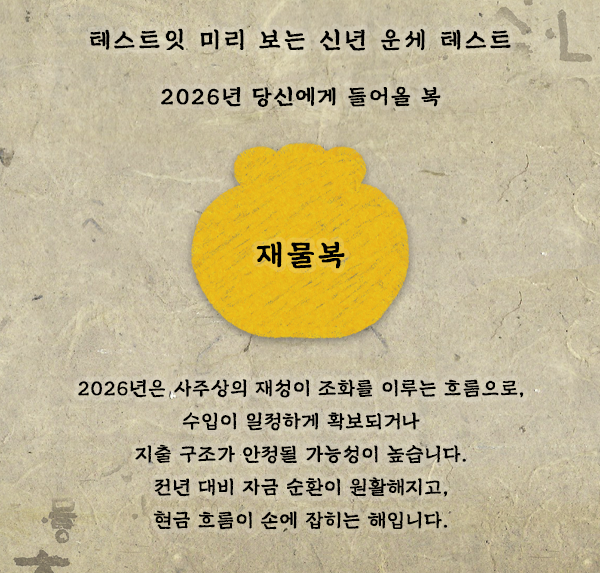 테스트잇 미리 보는 신년 운세 테스트
2026년 당신에게 들어올 복
재물복
2026년은 사주상의 재성이 조화를 이루는 흐름으로,
수입이 일정하게 확보되거나
지출 구조가 안정될 가능성이 높습니다.
전년 대비 자금 순환이 원활해지고,
현금 흐름이 손에 잡히는 해입니다.